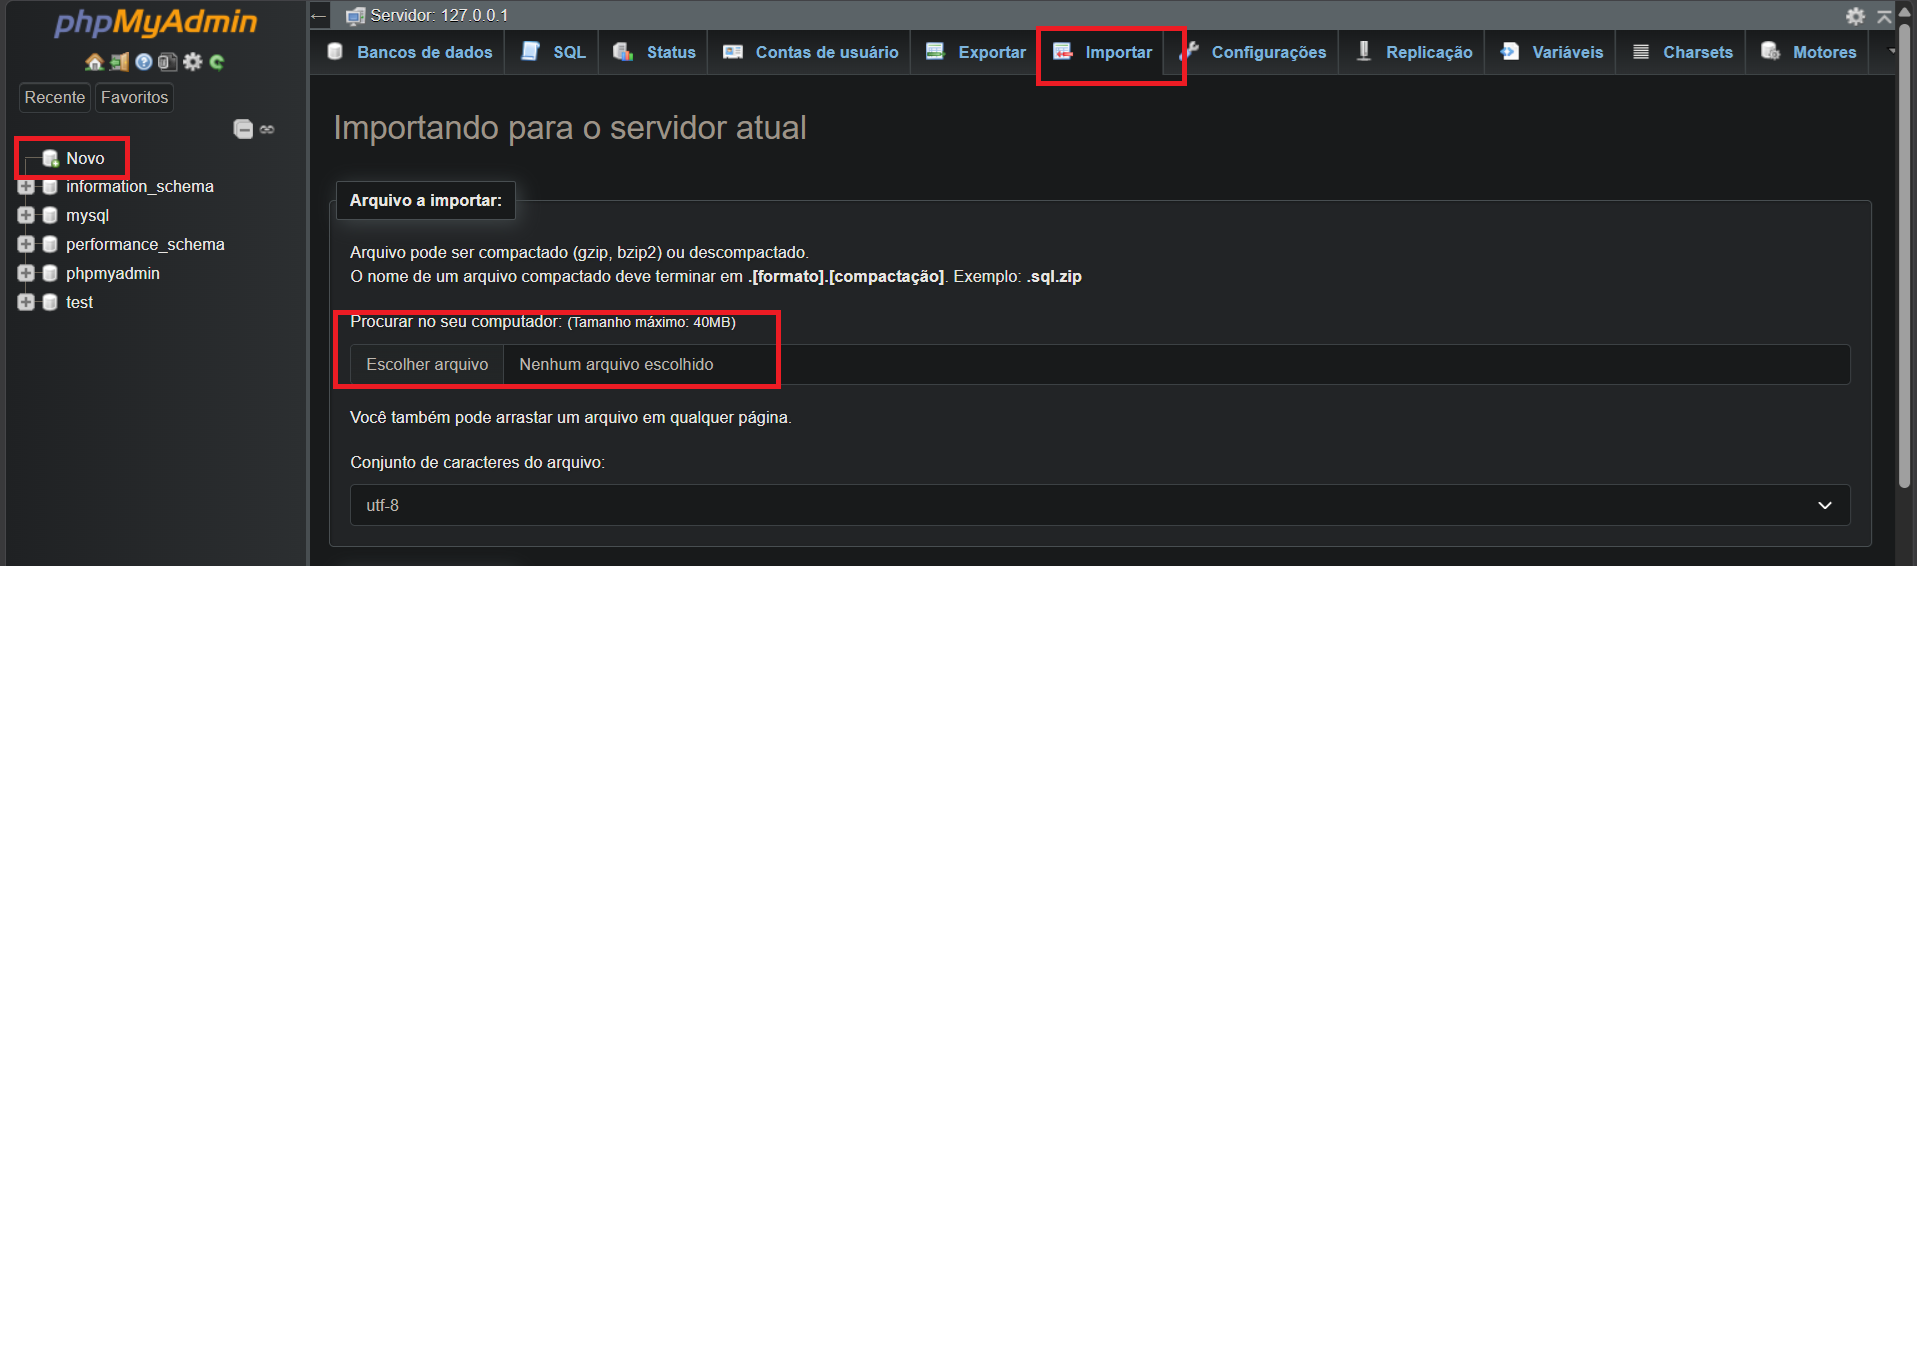 phpMyAdmin
Recente Favoritos
Novo
information_schema
mysql
performance_schema
phpmyadmin
test
Servidor: 127.0.0.1
Bancos de dados SQL Status Contas de usuário Exportar Importar Configurações Replicação Variáveis Charsets Motores
Importando para o servidor atual
Arquivo a importar:
Arquivo pode ser compactado (gzip, bzip2) ou descompactado.
O nome de um arquivo compactado deve terminar em .[formato].[compactação]. Exemplo: .sql.zip
Procurar no seu computador: (Tamanho máximo: 40MB)
Escolher arquivo Nenhum arquivo escolhido
Você também pode arrastar um arquivo em qualquer página.
Conjunto de caracteres do arquivo:
utf-8